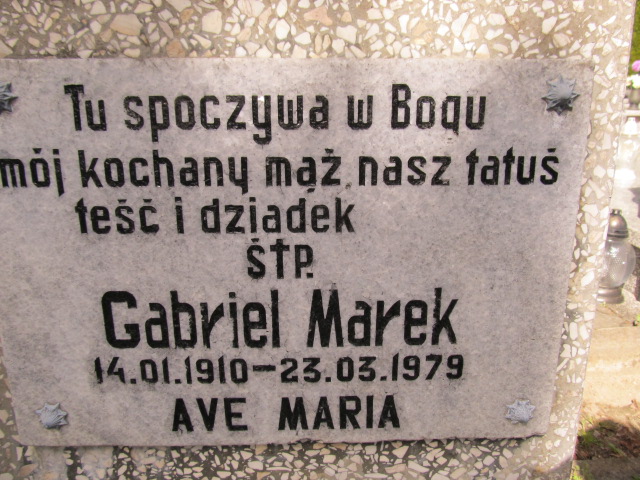 Tu spoczywa w Bogu
mój kochany mąż nasz tatuś
teść i dziadek
ś†p.
Gabriel Marek
14.01.1910-23.03.1979
AVE MARIA